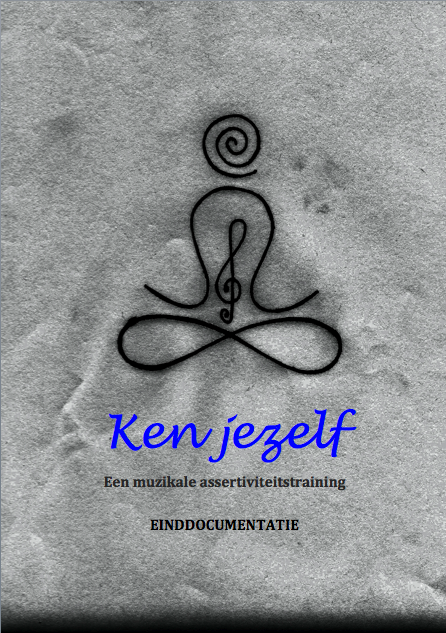 Ken jezelf
Een muzikale assertiviteitstraining
EINDDOCUMENTATIE